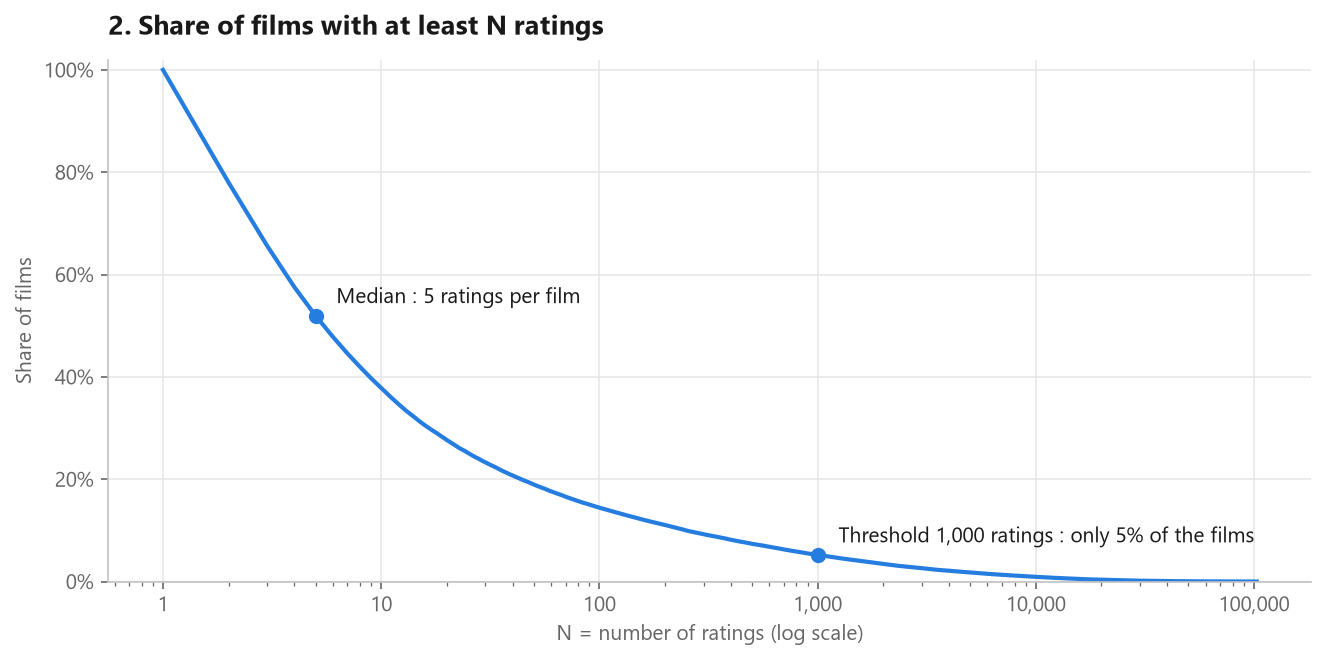 2. Share of films with at least N ratings
Share of films
100%
80%
60%
40%
20%
0%
Median : 5 ratings per film
Threshold 1,000 ratings : only 5% of the films
1
10
100
1,000
10,000
100,000
N = number of ratings (log scale)